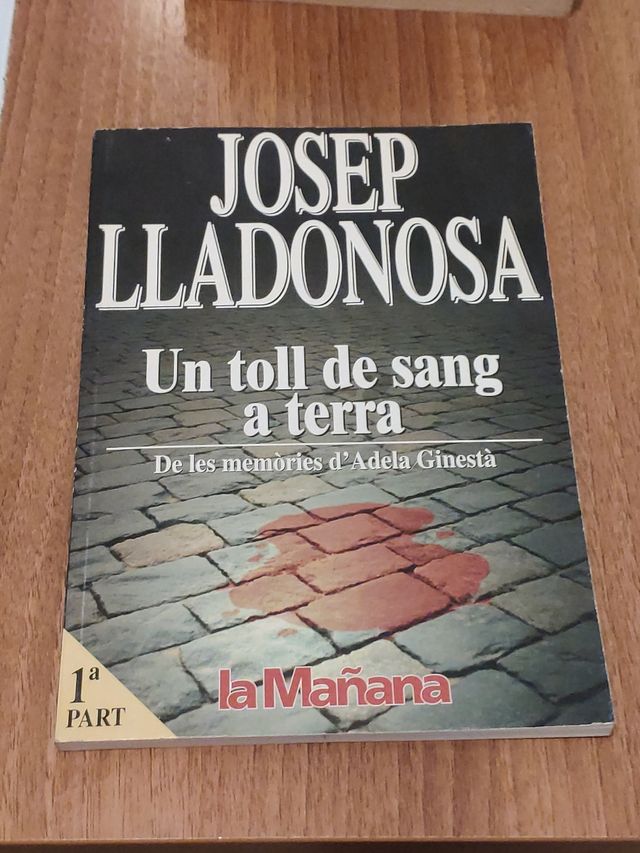 JOSEP
LLADONOSA
Un toll de sang
a terra
De les memòries d'Adela Ginestà
1ª
PART
la Mañana